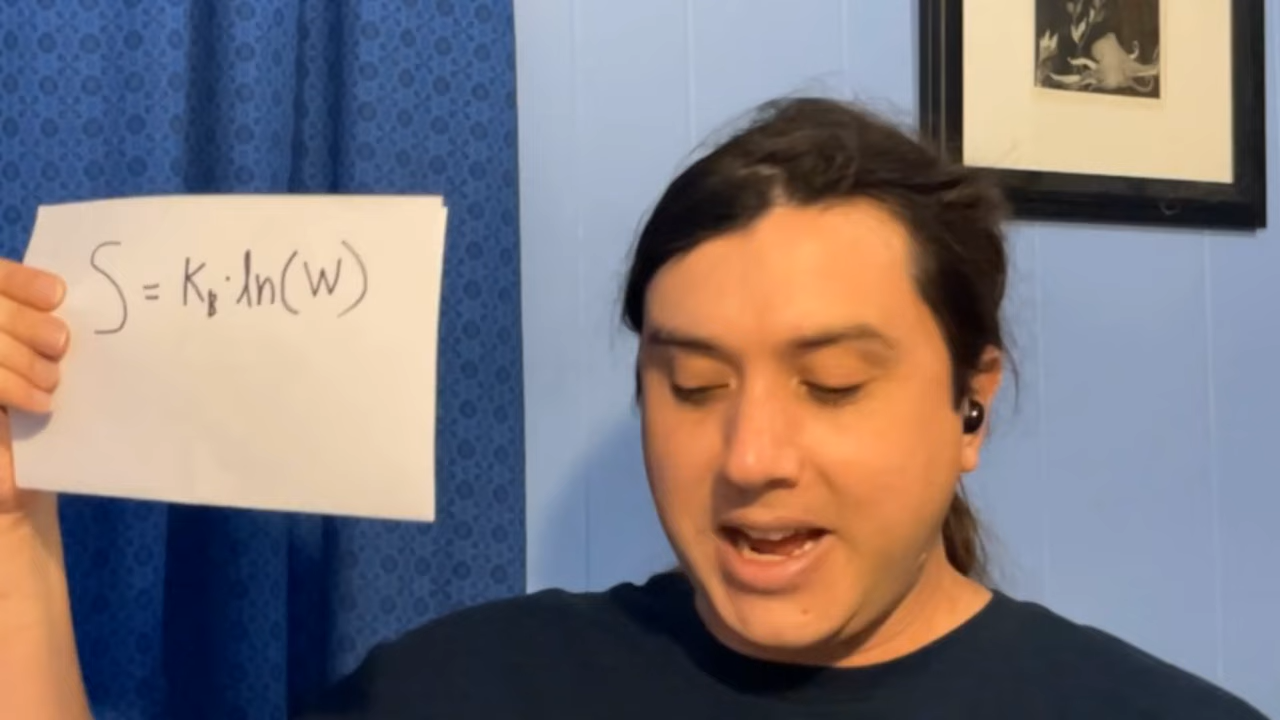 S = K_B · ln(W)